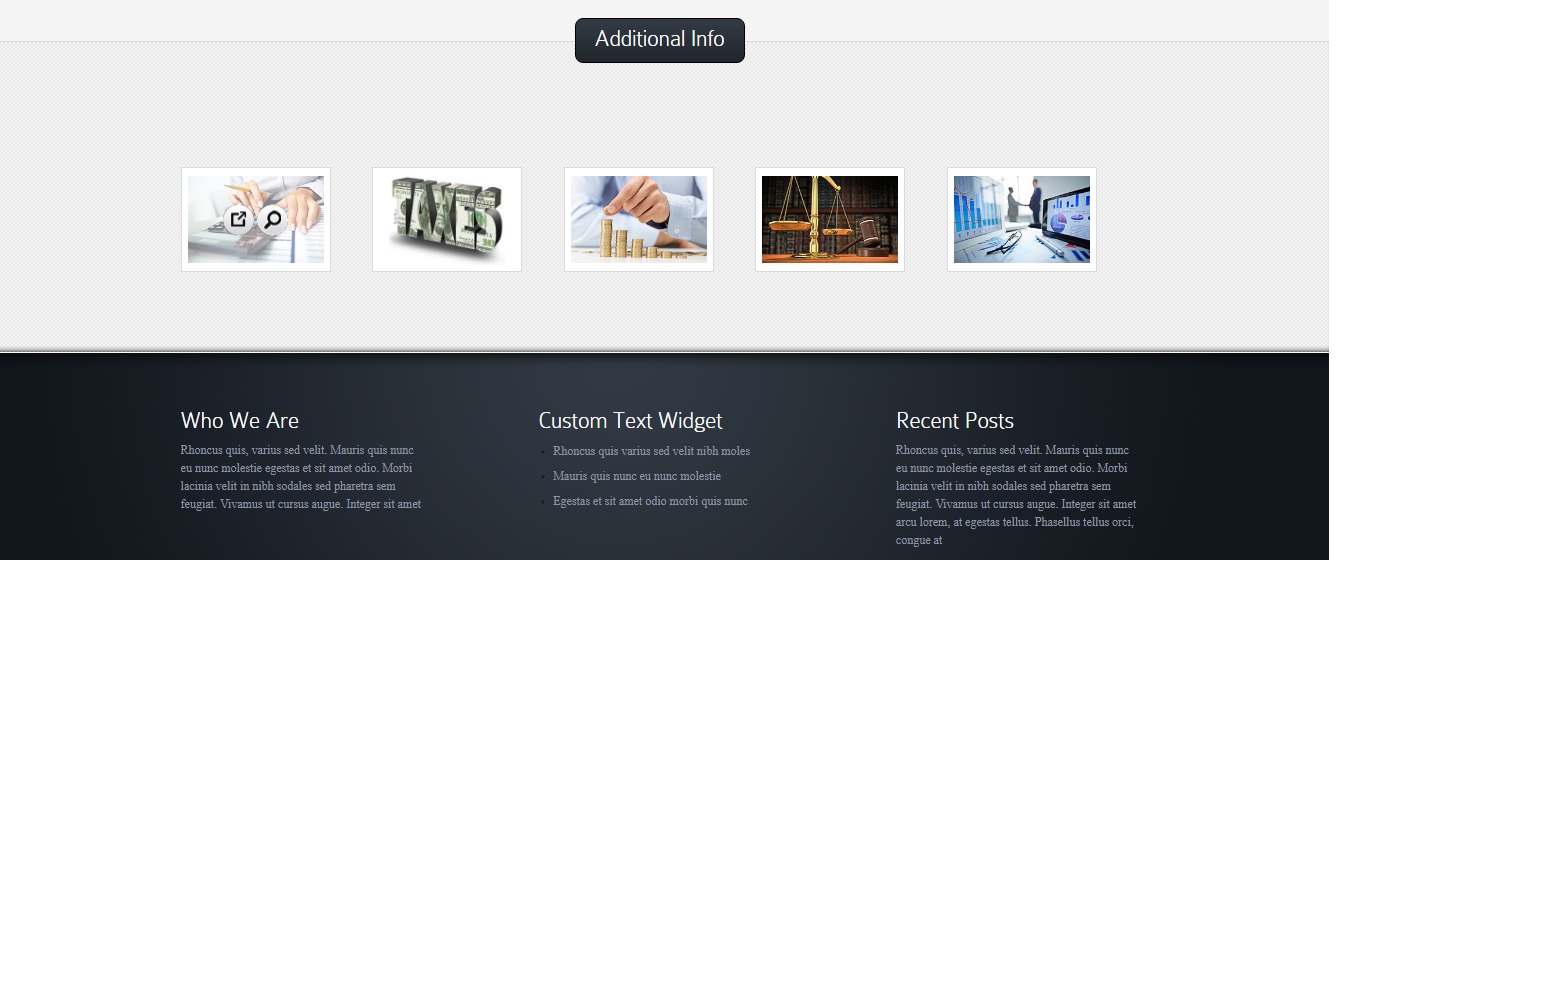 Additional Info
TAXES
Who We Are
Rhoncus quis, varius sed velit. Mauris quis nunc
eu nunc molestie egestas et sit amet odio. Morbi
lacinia velit in nibh sodales sed pharetra sem
feugiat. Vivamus ut cursus augue. Integer sit amet
Custom Text Widget
Rhoncus quis varius sed velit nibh moles
Mauris quis nunc eu nunc molestie
Egestas et sit amet odio morbi quis nunc
Recent Posts
Rhoncus quis, varius sed velit. Mauris quis nunc
eu nunc molestie egestas et sit amet odio. Morbi
lacinia velit in nibh sodales sed pharetra sem
feugiat. Vivamus ut cursus augue. Integer sit amet
arcu lorem, at egestas tellus. Phasellus tellus orci,
congue at